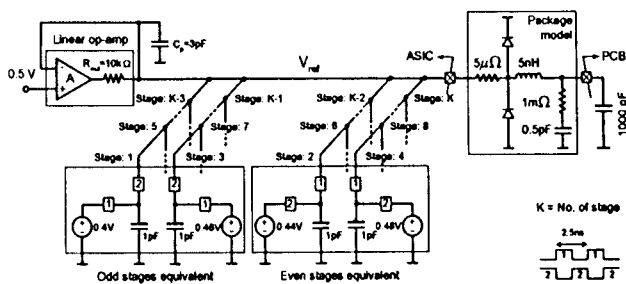 Linear op-amp
Cp=3pF
Rout=10kΩ
0.5 V
A
Vref
ASIC
Package model
PCB
5μΩ
5nH
1mΩ
0.5pF
1000 pF
Stage: K-3
Stage: K-1
Stage: 5
Stage: 7
Stage: 1
Stage: 3
Stage: K-2
Stage: K
Stage: 6
Stage: 8
Stage: 2
Stage: 4
2 2 1 1
1 1 2 2
0.4V 1pF 1pF 0.48V
0.44V 1pF 1pF 0.48V
Odd stages equivalent
Even stages equivalent
K = No. of stage
2.5ns
1 1
2 2 2